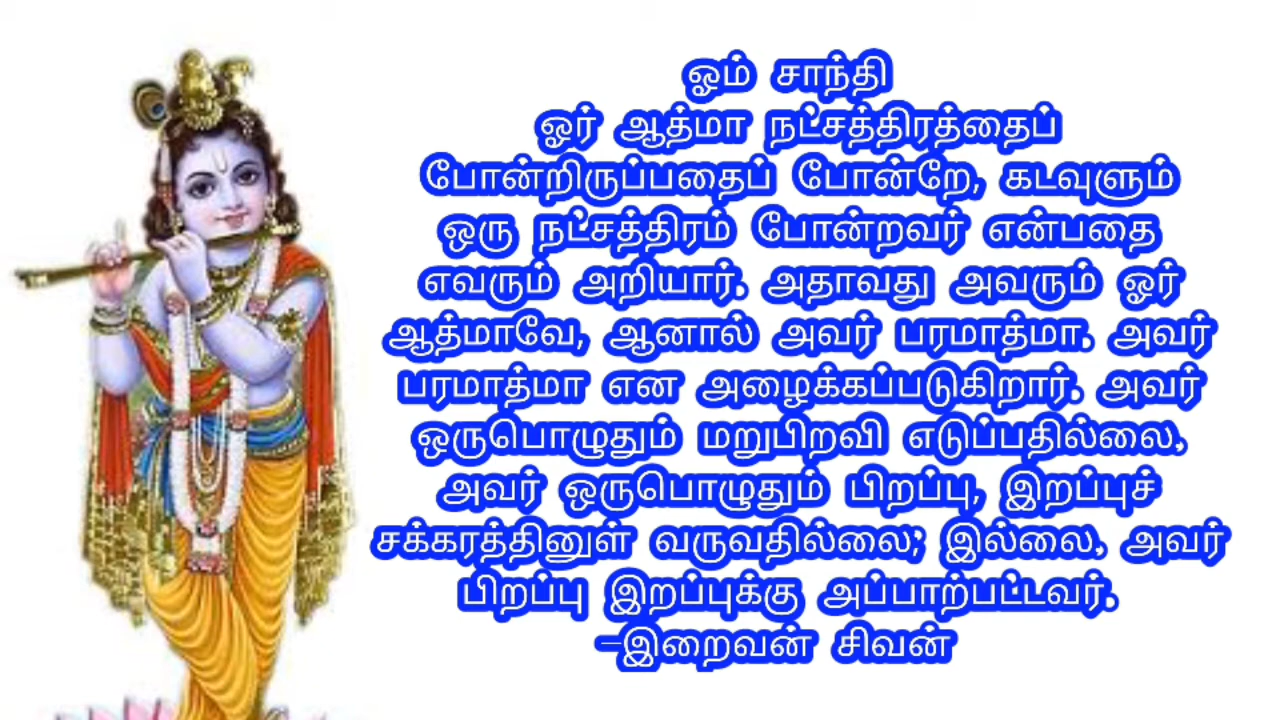 ஓம் சாந்தி
ஓர் ஆத்மா நட்சத்திரத்தைப்
போன்றிருப்பதைப் போன்றே, கடவுளும்
ஒரு நட்சத்திரம் போன்றவர் என்பதை
எவரும் அறியார். அதாவது அவரும் ஓர்
ஆத்மாவே, ஆனால் அவர் பரமாத்மா. அவர்
பரமாத்மா என அழைக்கப்படுகிறார். அவர்
ஒருபொழுதும் மறுபிறவி எடுப்பதில்லை.
அவர் ஒருபொழுதும் பிறப்பு, இறப்புச்
சக்கரத்தினுள் வருவதில்லை; இல்லை. அவர்
பிறப்பு இறப்புக்கு அப்பாற்பட்டவர்.
–இறைவன் சிவன்